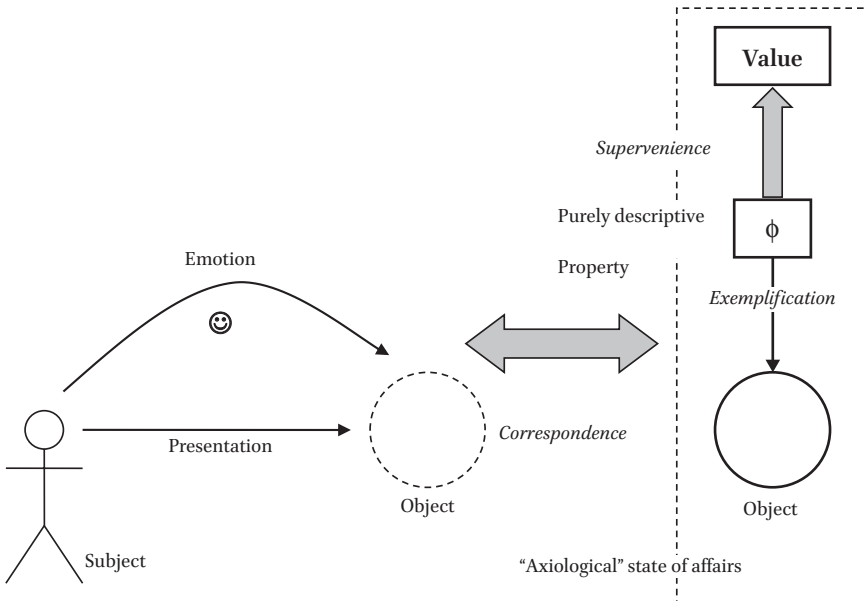 Value
Supervenience
Purely descriptive
ϕ
Property
Emotion
Exemplification
Presentation
Correspondence
Object
Object
Subject
“Axiological” state of affairs